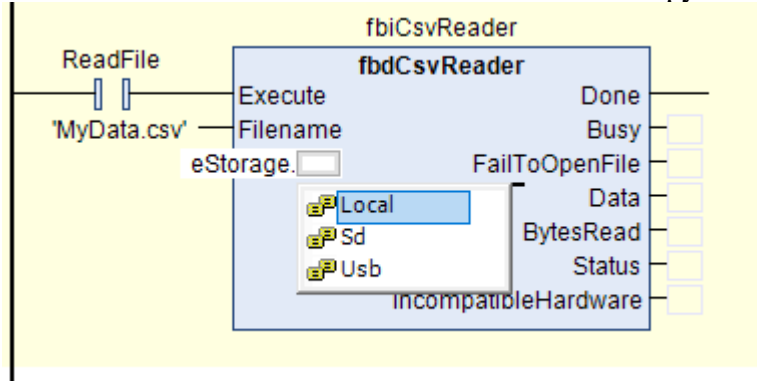 fbiCsvReader
ReadFile
fbdCsvReader
Execute
Done
'MyData.csv'
Filename
Busy
eStorage.
FailToOpenFile
Local
Data
Sd
BytesRead
Usb
Status
IncompatibleHardware